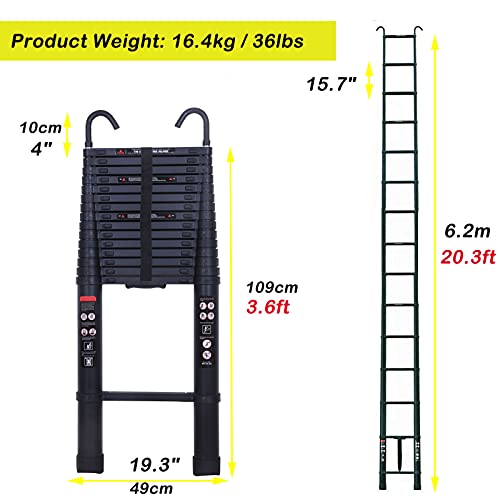 Product Weight: 16.4kg / 36lbs
15.7"
10cm
4"
6.2m
20.3ft
109cm
3.6ft
19.3"
49cm